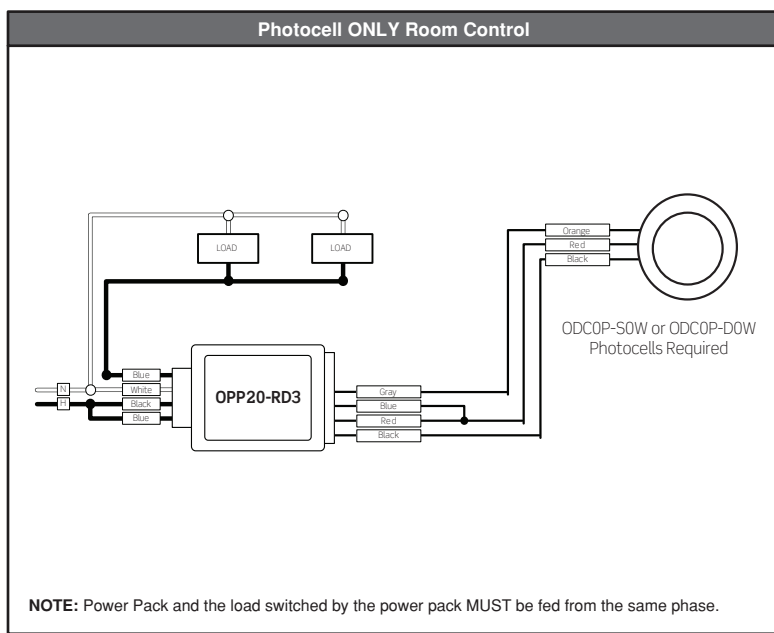 Photocell ONLY Room Control
LOAD
LOAD
Orange
Red
Black
ODC0P-S0W or ODC0P-D0W
Photocells Required
Blue
White
Black
Blue
N
H
OPP20-RD3
Gray
Blue
Red
Black
NOTE: Power Pack and the load switched by the power pack MUST be fed from the same phase.